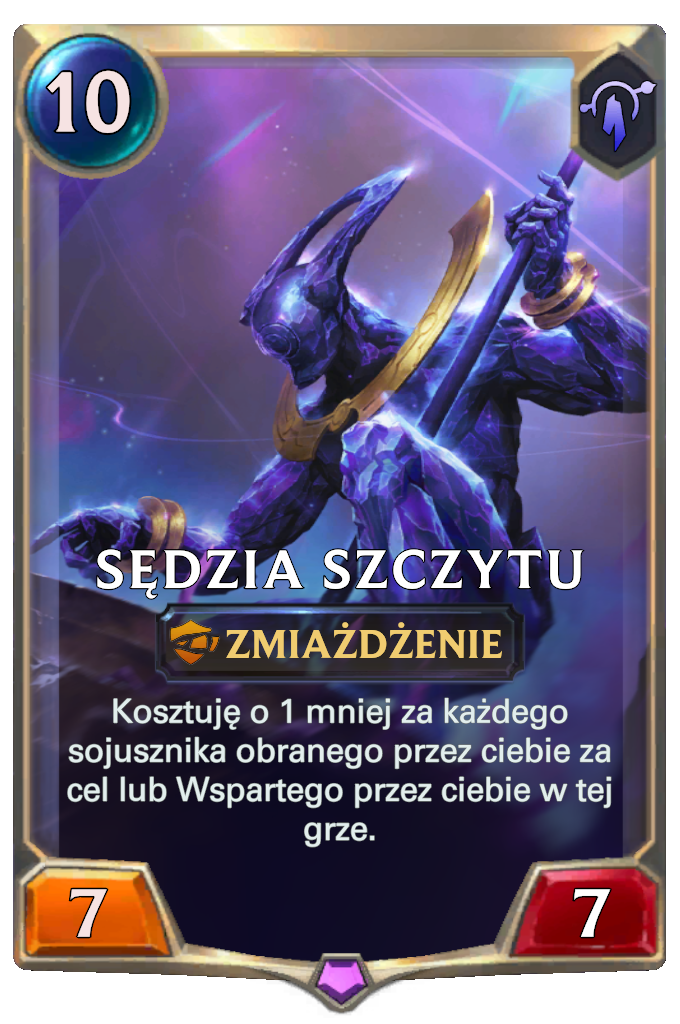 10
SĘDZIA SZCZYTU
ZMIAŻDŻENIE
Kosztuję o 1 mniej za każdego
sojusznika obranego przez ciebie za
cel lub Wspartego przez ciebie w tej
grze.
7
7